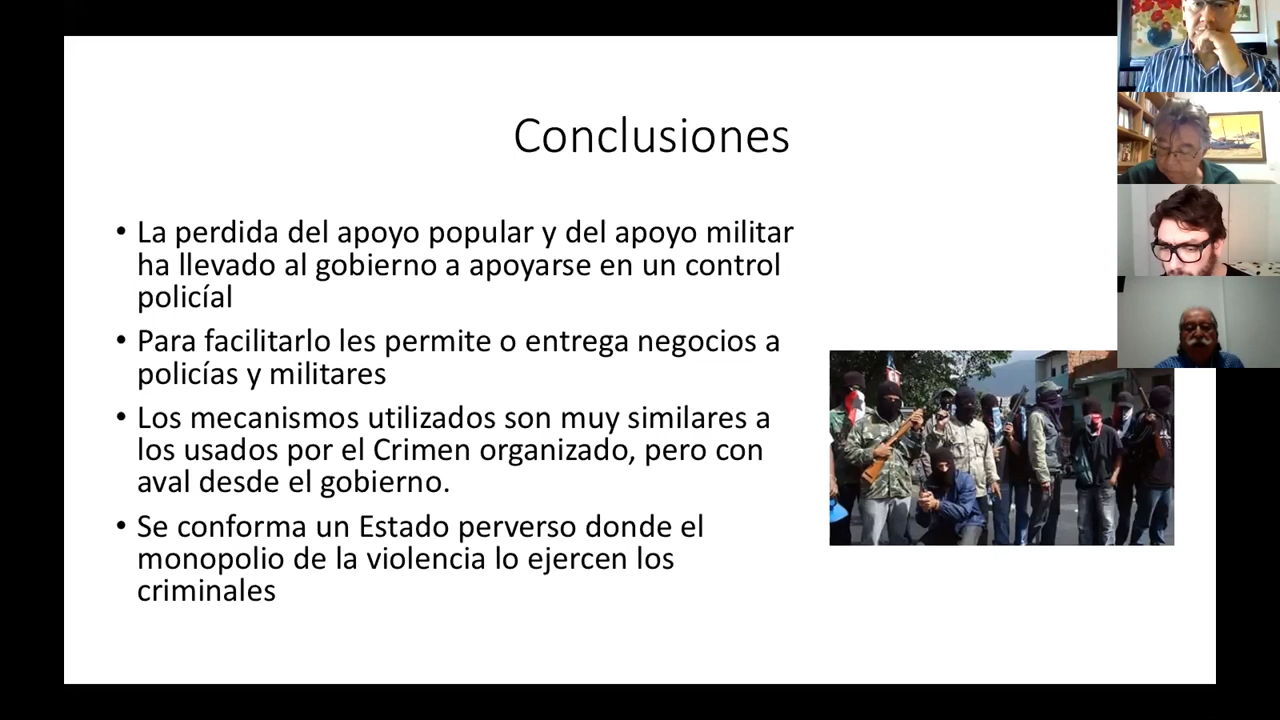 Conclusiones
• La perdida del apoyo popular y del apoyo militar
ha llevado al gobierno a apoyarse en un control
policíal
• Para facilitarlo les permite o entrega negocios a
policías y militares
• Los mecanismos utilizados son muy similares a
los usados por el Crimen organizado, pero con
aval desde el gobierno.
• Se conforma un Estado perverso donde el
monopolio de la violencia lo ejercen los
criminales